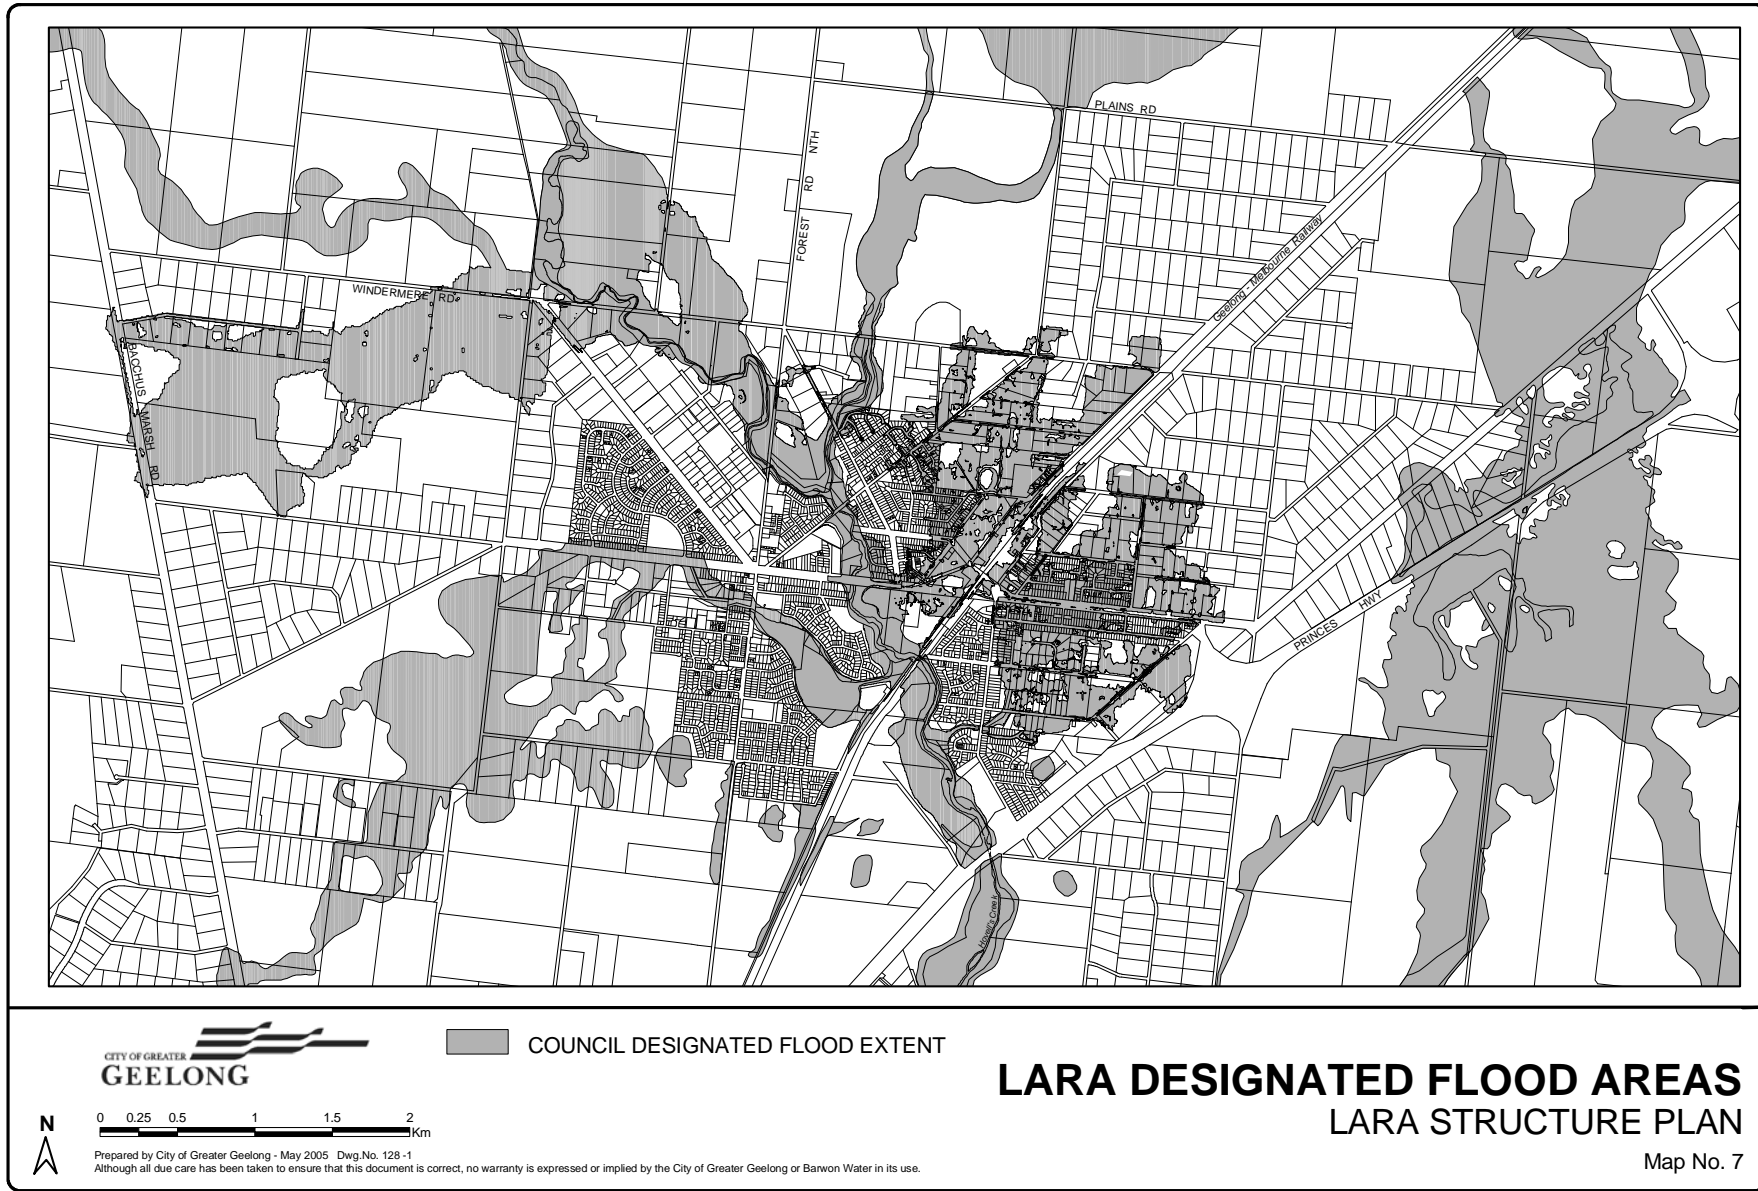 PLAINS RD
FOREST RD NTH
Geelong - Melbourne Railway
WINDERMERE RD
BACCHUS MARSH RD
PRINCES HWY
Hovell's Creek
CITY OF GREATER
GEELONG
COUNCIL DESIGNATED FLOOD EXTENT
LARA DESIGNATED FLOOD AREAS
LARA STRUCTURE PLAN
Map No. 7
N
0 0.25 0.5 1 1.5 2
Km
Prepared by City of Greater Geelong - May 2005 Dwg.No. 128 -1
Although all due care has been taken to ensure that this document is correct, no warranty is expressed or implied by the City of Greater Geelong or Barwon Water in its use.